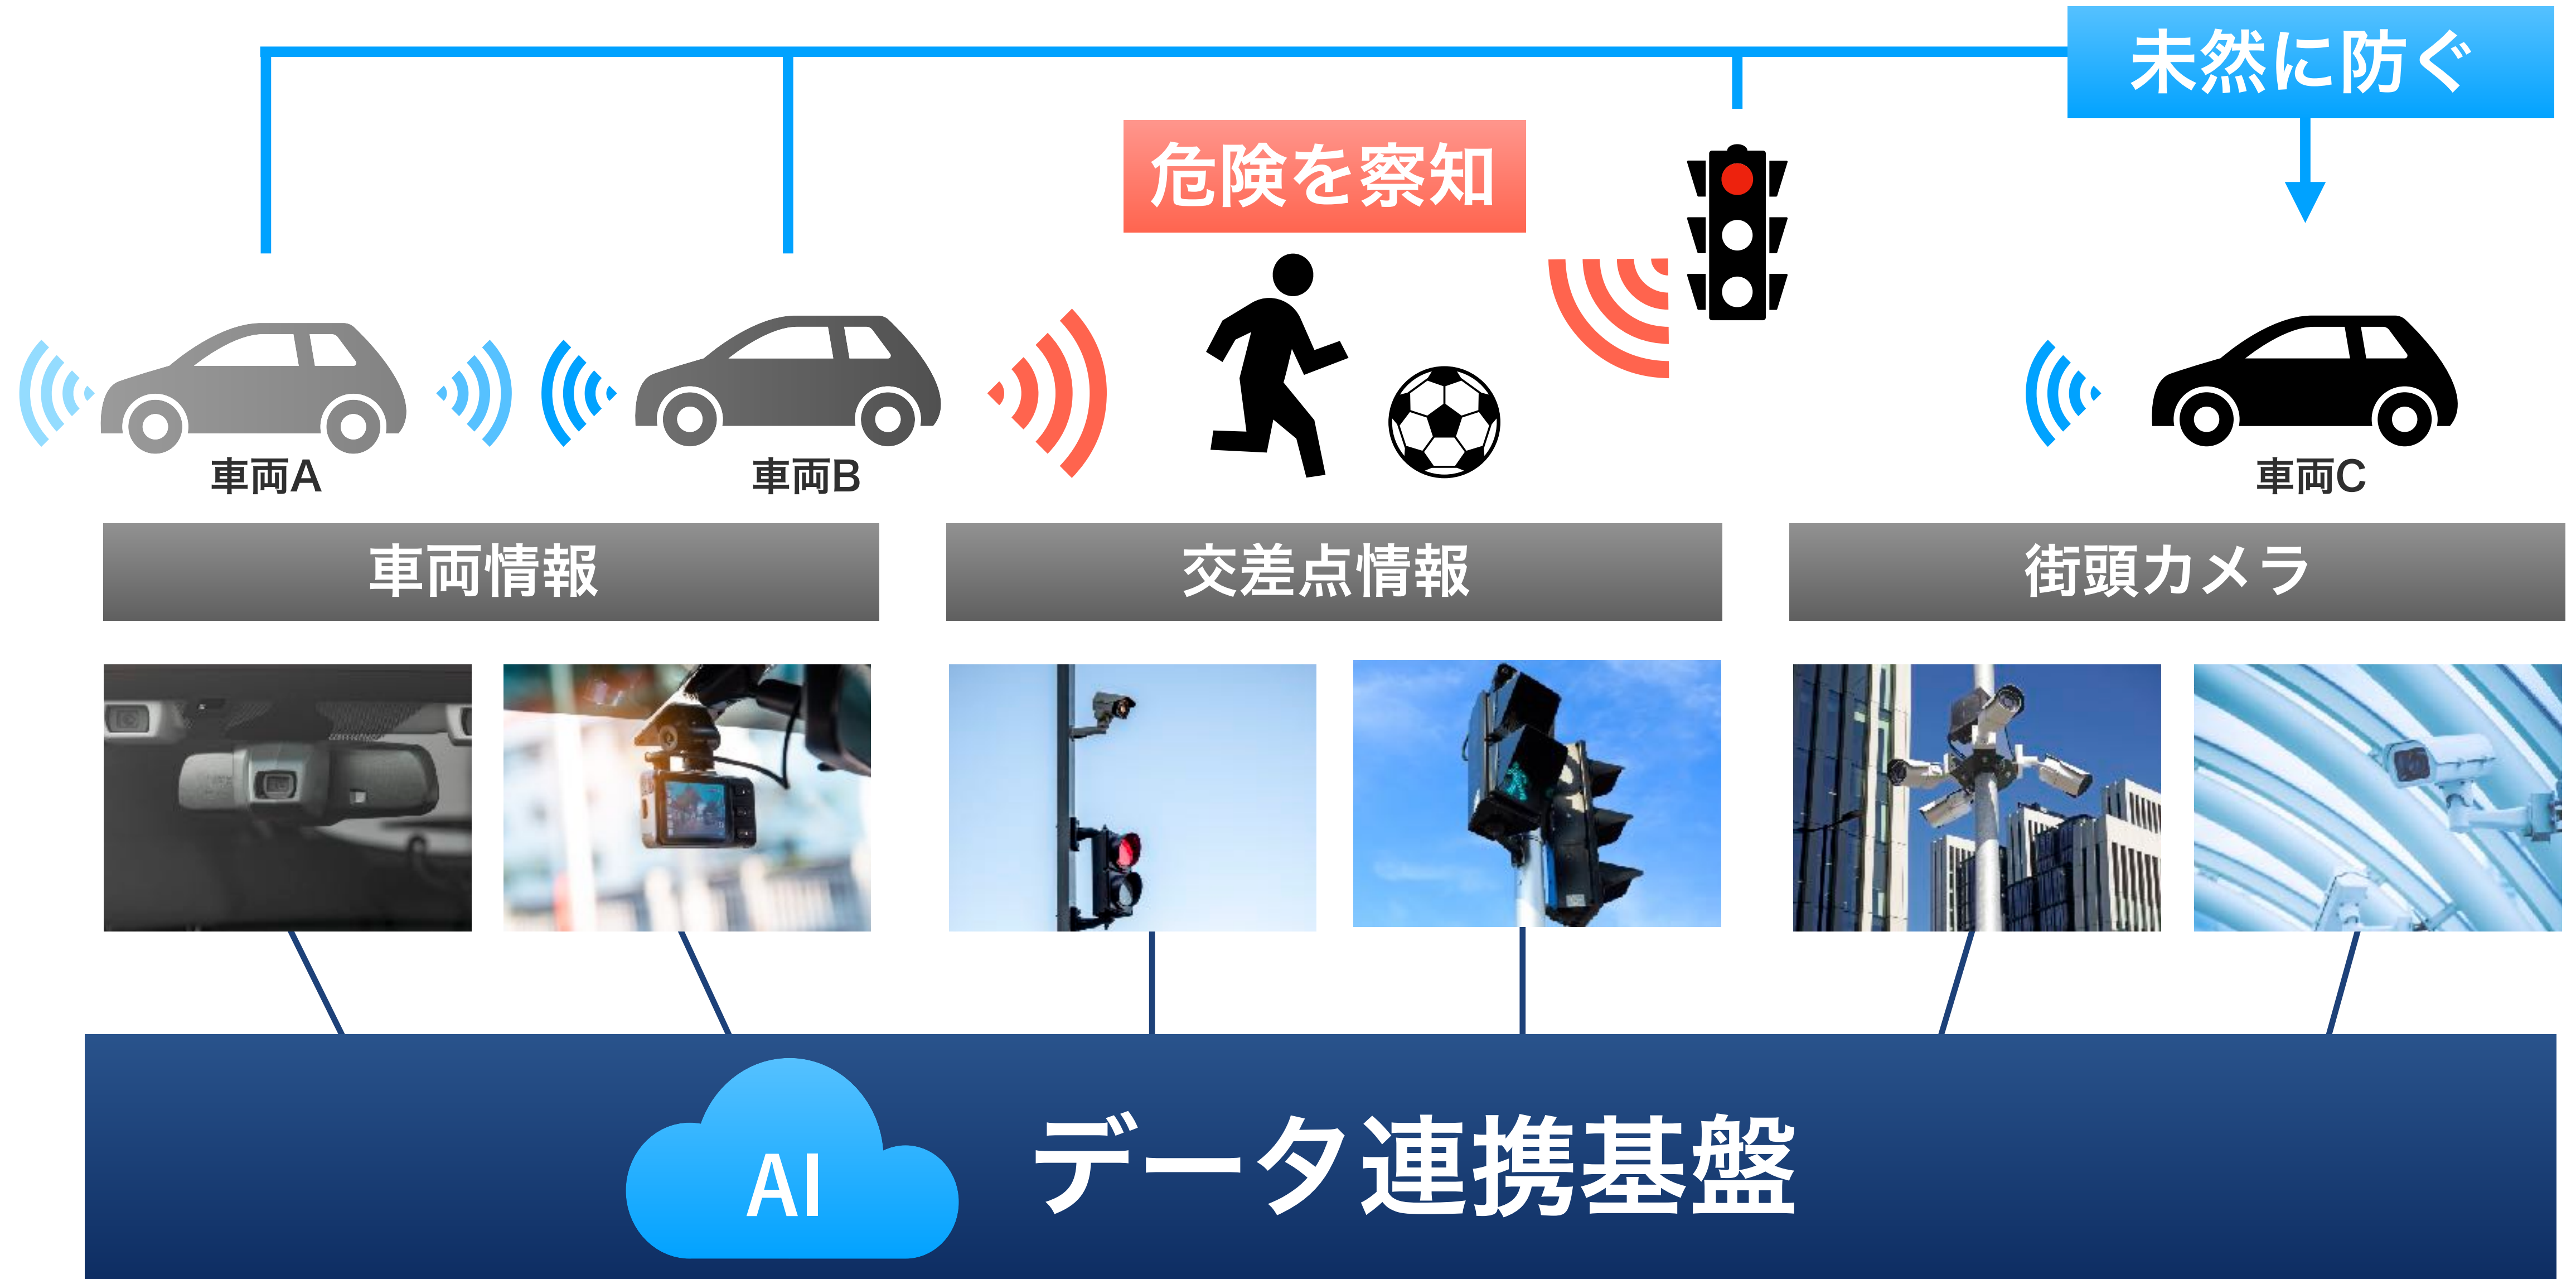 未然に防ぐ
危険を察知
車両A
車両B
車両C
車両情報
交差点情報
街頭カメラ
AI
データ連携基盤